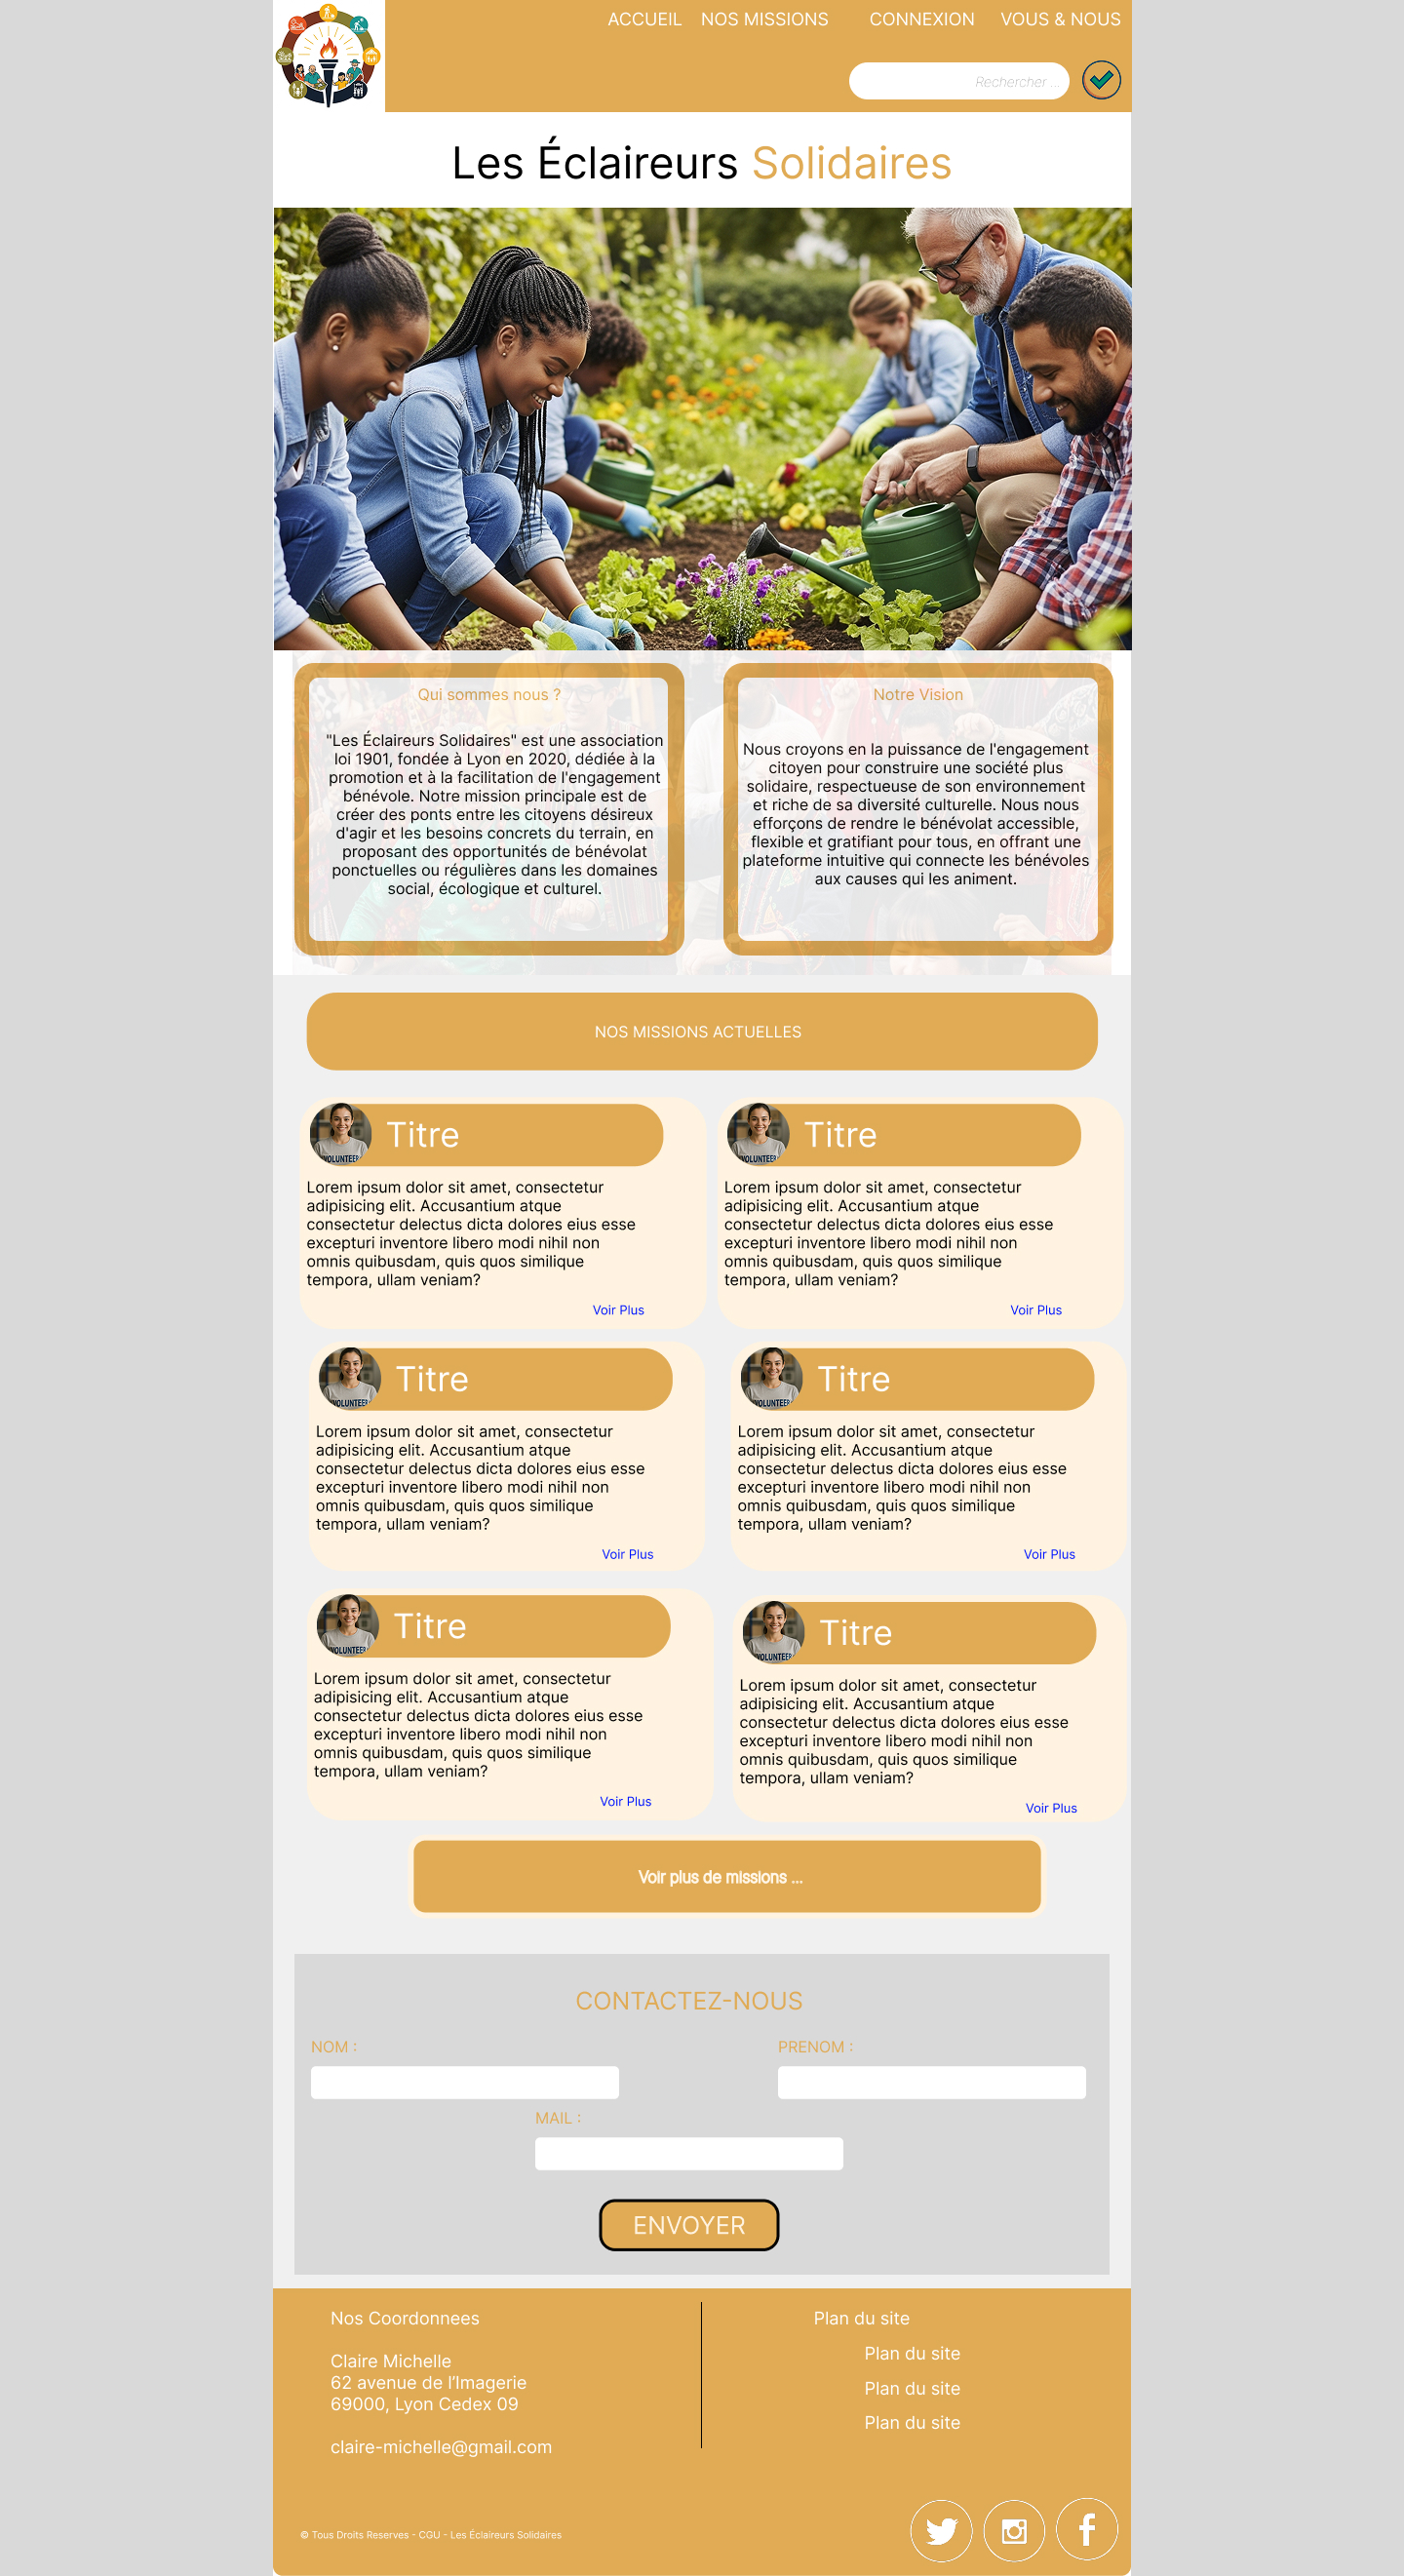 ACCUEIL NOS MISSIONS CONNEXION VOUS & NOUS
Rechercher ...
Les Éclaireurs Solidaires
Qui sommes nous ?
"Les Éclaireurs Solidaires" est une association
loi 1901, fondée à Lyon en 2020, dédiée à la
promotion et à la facilitation de l'engagement
bénévole. Notre mission principale est de
créer des ponts entre les citoyens désireux
d'agir et les besoins concrets du terrain, en
proposant des opportunités de bénévolat
ponctuelles ou régulières dans les domaines
social, écologique et culturel.
Notre Vision
Nous croyons en la puissance de l'engagement
citoyen pour construire une société plus
solidaire, respectueuse de son environnement
et riche de sa diversité culturelle. Nous nous
efforçons de rendre le bénévolat accessible,
flexible et gratifiant pour tous, en offrant une
plateforme intuitive qui connecte les bénévoles
aux causes qui les animent.
NOS MISSIONS ACTUELLES
VOLUNTEER
Titre
Lorem ipsum dolor sit amet, consectetur
adipisicing elit. Accusantium atque
consectetur delectus dicta dolores eius esse
excepturi inventore libero modi nihil non
omnis quibusdam, quis quos similique
tempora, ullam veniam?
Voir Plus
VOLUNTEER
Titre
Lorem ipsum dolor sit amet, consectetur
adipisicing elit. Accusantium atque
consectetur delectus dicta dolores eius esse
excepturi inventore libero modi nihil non
omnis quibusdam, quis quos similique
tempora, ullam veniam?
Voir Plus
VOLUNTEER
Titre
Lorem ipsum dolor sit amet, consectetur
adipisicing elit. Accusantium atque
consectetur delectus dicta dolores eius esse
excepturi inventore libero modi nihil non
omnis quibusdam, quis quos similique
tempora, ullam veniam?
Voir Plus
VOLUNTEER
Titre
Lorem ipsum dolor sit amet, consectetur
adipisicing elit. Accusantium atque
consectetur delectus dicta dolores eius esse
excepturi inventore libero modi nihil non
omnis quibusdam, quis quos similique
tempora, ullam veniam?
Voir Plus
VOLUNTEER
Titre
Lorem ipsum dolor sit amet, consectetur
adipisicing elit. Accusantium atque
consectetur delectus dicta dolores eius esse
excepturi inventore libero modi nihil non
omnis quibusdam, quis quos similique
tempora, ullam veniam?
Voir Plus
VOLUNTEER
Titre
Lorem ipsum dolor sit amet, consectetur
adipisicing elit. Accusantium atque
consectetur delectus dicta dolores eius esse
excepturi inventore libero modi nihil non
omnis quibusdam, quis quos similique
tempora, ullam veniam?
Voir Plus
Voir plus de missions ...
CONTACTEZ-NOUS
NOM :
PRENOM :
MAIL :
ENVOYER
Nos Coordonnees
Claire Michelle
62 avenue de l'Imagerie
69000, Lyon Cedex 09
claire-michelle@gmail.com
Plan du site
Plan du site
Plan du site
Plan du site
© Tous Droits Reserves - CGU - Les Éclaireurs Solidaires